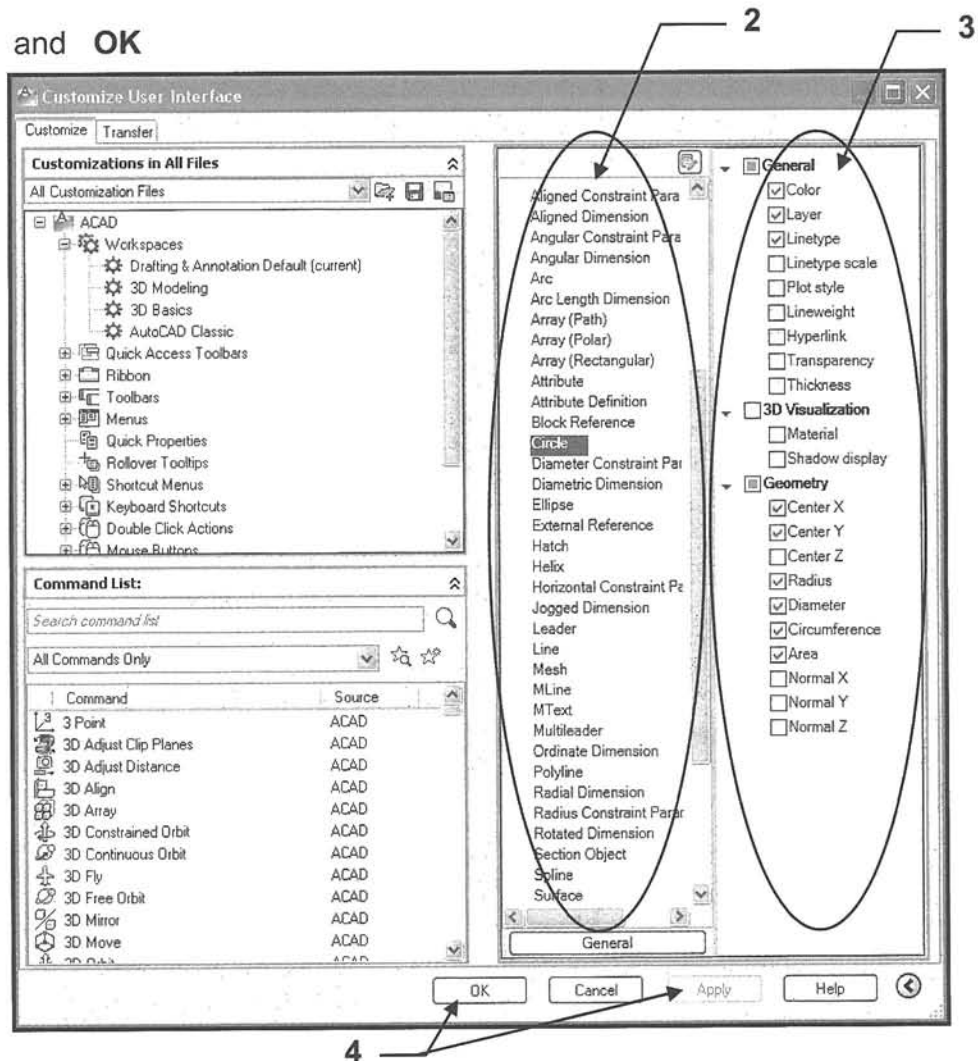 and OK
2
3
Customize User Interface
Customize
Transfer
Customizations in All Files
All Customization Files
ACAD
Workspaces
Drafting & Annotation Default (current)
3D Modeling
3D Basics
AutoCAD Classic
Quick Access Toolbars
Ribbon
Toolbars
Menus
Quick Properties
Rollover Tooltips
Shortcut Menus
Keyboard Shortcuts
Double Click Actions
Mouse Buttons
Command List:
Search command list
All Commands Only
Command Source
3 Point ACAD
3D Adjust Clip Planes ACAD
3D Adjust Distance ACAD
3D Align ACAD
3D Array ACAD
3D Constrained Orbit ACAD
3D Continuous Orbit ACAD
3D Fly ACAD
3D Free Orbit ACAD
3D Mirror ACAD
3D Move ACAD
3D Orbit ACAD
Aligned Constraint Para
Aligned Dimension
Angular Constraint Para
Angular Dimension
Arc
Arc Length Dimension
Array (Path)
Array (Polar)
Array (Rectangular)
Attribute
Attribute Definition
Block Reference
Circle
Diameter Constraint Par
Diametric Dimension
Ellipse
External Reference
Hatch
Helix
Horizontal Constraint Pa
Jogged Dimension
Leader
Line
Mesh
MLine
MText
Multileader
Ordinate Dimension
Polyline
Radial Dimension
Radius Constraint Parar
Rotated Dimension
Section Object
Spline
Surface
General
General
Color
Layer
Linetype
Linetype scale
Plot style
Lineweight
Hyperlink
Transparency
Thickness
3D Visualization
Material
Shadow display
Geometry
Center X
Center Y
Center Z
Radius
Diameter
Circumference
Area
Normal X
Normal Y
Normal Z
OK
Cancel
Apply
Help
4